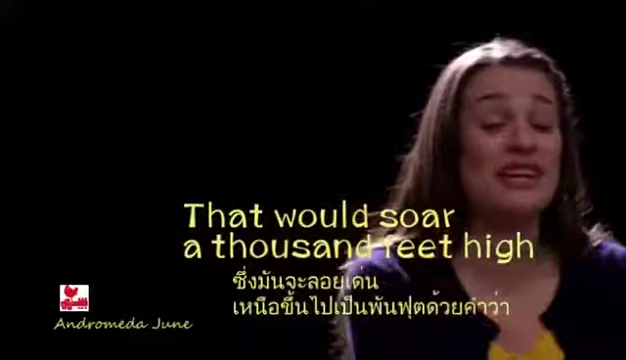 That would soar
a thousand feet high
ซึ่งมันจะลอยเด่น
เหนือขึ้นไปเป็นพันฟุตด้วยคำว่า
Andromeda June